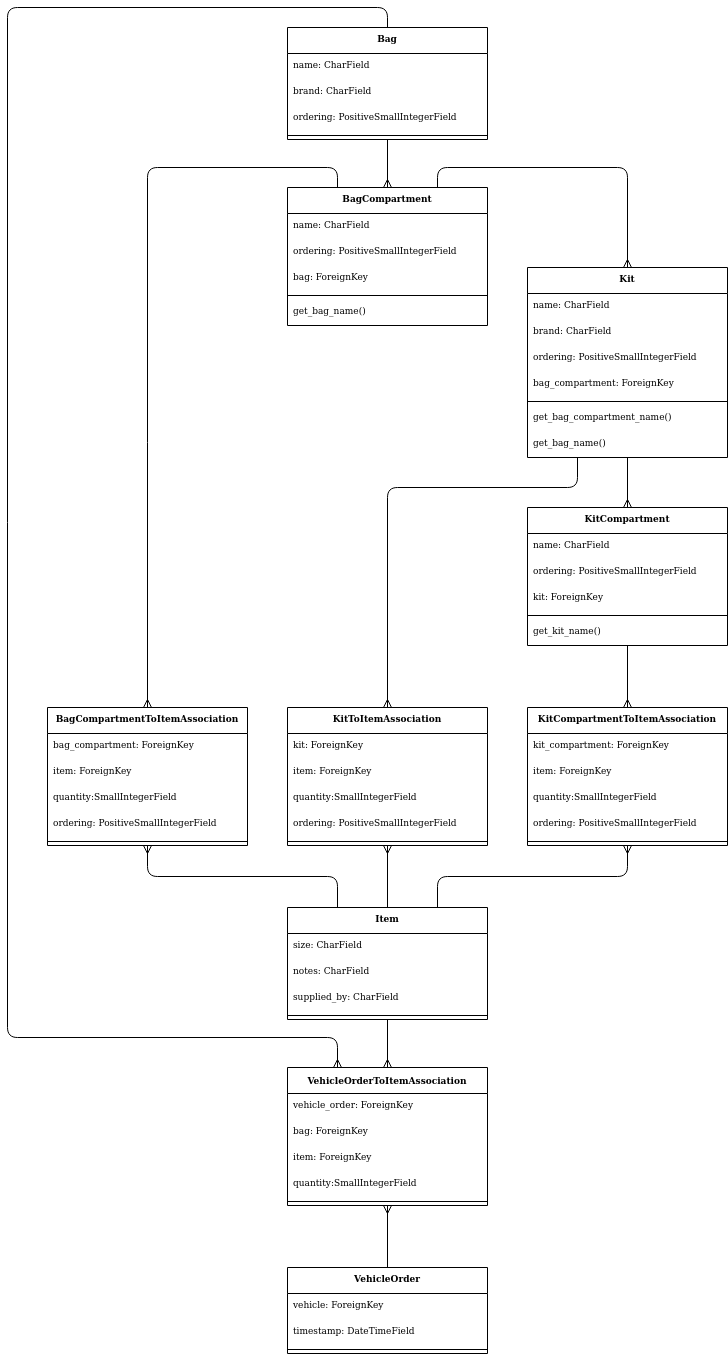 Bag
name: CharField
brand: CharField
ordering: PositiveSmallIntegerField
BagCompartment
name: CharField
ordering: PositiveSmallIntegerField
bag: ForeignKey
get_bag_name()
Kit
name: CharField
brand: CharField
ordering: PositiveSmallIntegerField
bag_compartment: ForeignKey
get_bag_compartment_name()
get_bag_name()
KitCompartment
name: CharField
ordering: PositiveSmallIntegerField
kit: ForeignKey
get_kit_name()
BagCompartmentToItemAssociation
bag_compartment: ForeignKey
item: ForeignKey
quantity:SmallIntegerField
ordering: PositiveSmallIntegerField
KitToItemAssociation
kit: ForeignKey
item: ForeignKey
quantity:SmallIntegerField
ordering: PositiveSmallIntegerField
KitCompartmentToItemAssociation
kit_compartment: ForeignKey
item: ForeignKey
quantity:SmallIntegerField
ordering: PositiveSmallIntegerField
Item
size: CharField
notes: CharField
supplied_by: CharField
VehicleOrderToItemAssociation
vehicle_order: ForeignKey
bag: ForeignKey
item: ForeignKey
quantity:SmallIntegerField
VehicleOrder
vehicle: ForeignKey
timestamp: DateTimeField